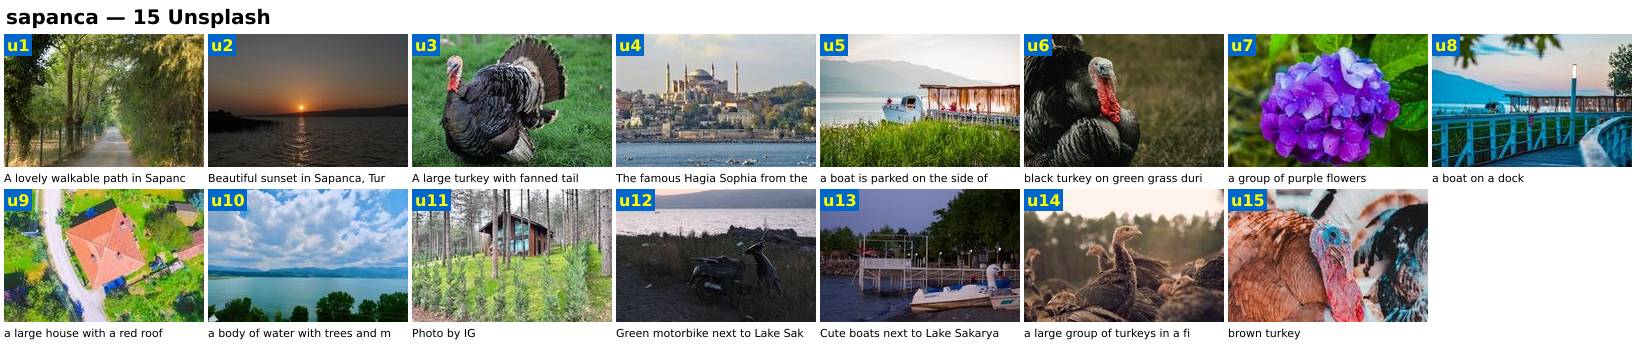 sapanca — 15 Unsplash
u1
u2
u3
u4
u5
u6
u7
u8
A lovely walkable path in Sapanc
Beautiful sunset in Sapanca, Tur
A large turkey with fanned tail
The famous Hagia Sophia from the
a boat is parked on the side of
black turkey on green grass duri
a group of purple flowers
a boat on a dock
u9
u10
u11
u12
u13
u14
u15
a large house with a red roof
a body of water with trees and m
Photo by IG
Green motorbike next to Lake Sak
Cute boats next to Lake Sakarya
a large group of turkeys in a fi
brown turkey